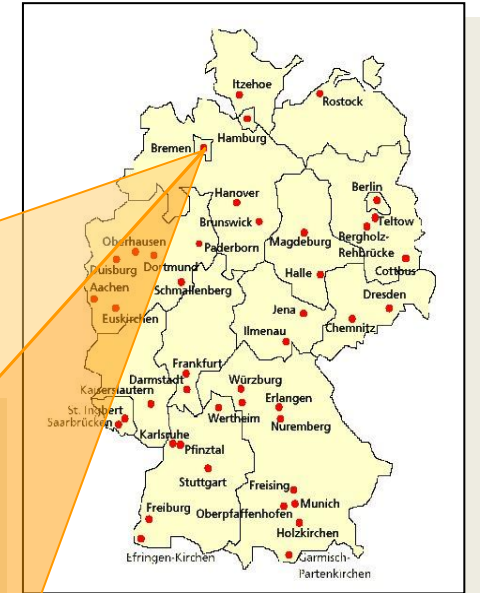 Itzehoe
Rostock
Hamburg
Bremen
Hanover
Berlin
Brunswick
Teltow
Oberhausen
Paderborn
Magdeburg
Bergholz-
Rehbrücke
Duisburg
Dortmund
Halle
Cottbus
Aachen
Schmallenberg
Dresden
Euskirchen
Jena
Chemnitz
Ilmenau
Frankfurt
Kaiserslautern
Darmstadt
Würzburg
Erlangen
St. Ingbert
Saarbrücken
Wertheim
Nuremberg
Karlsruhe
Pfinztal
Stuttgart
Freising
Freiburg
Oberpfaffenhofen
Munich
Holzkirchen
Efringen-Kirchen
Garmisch-
Partenkirchen